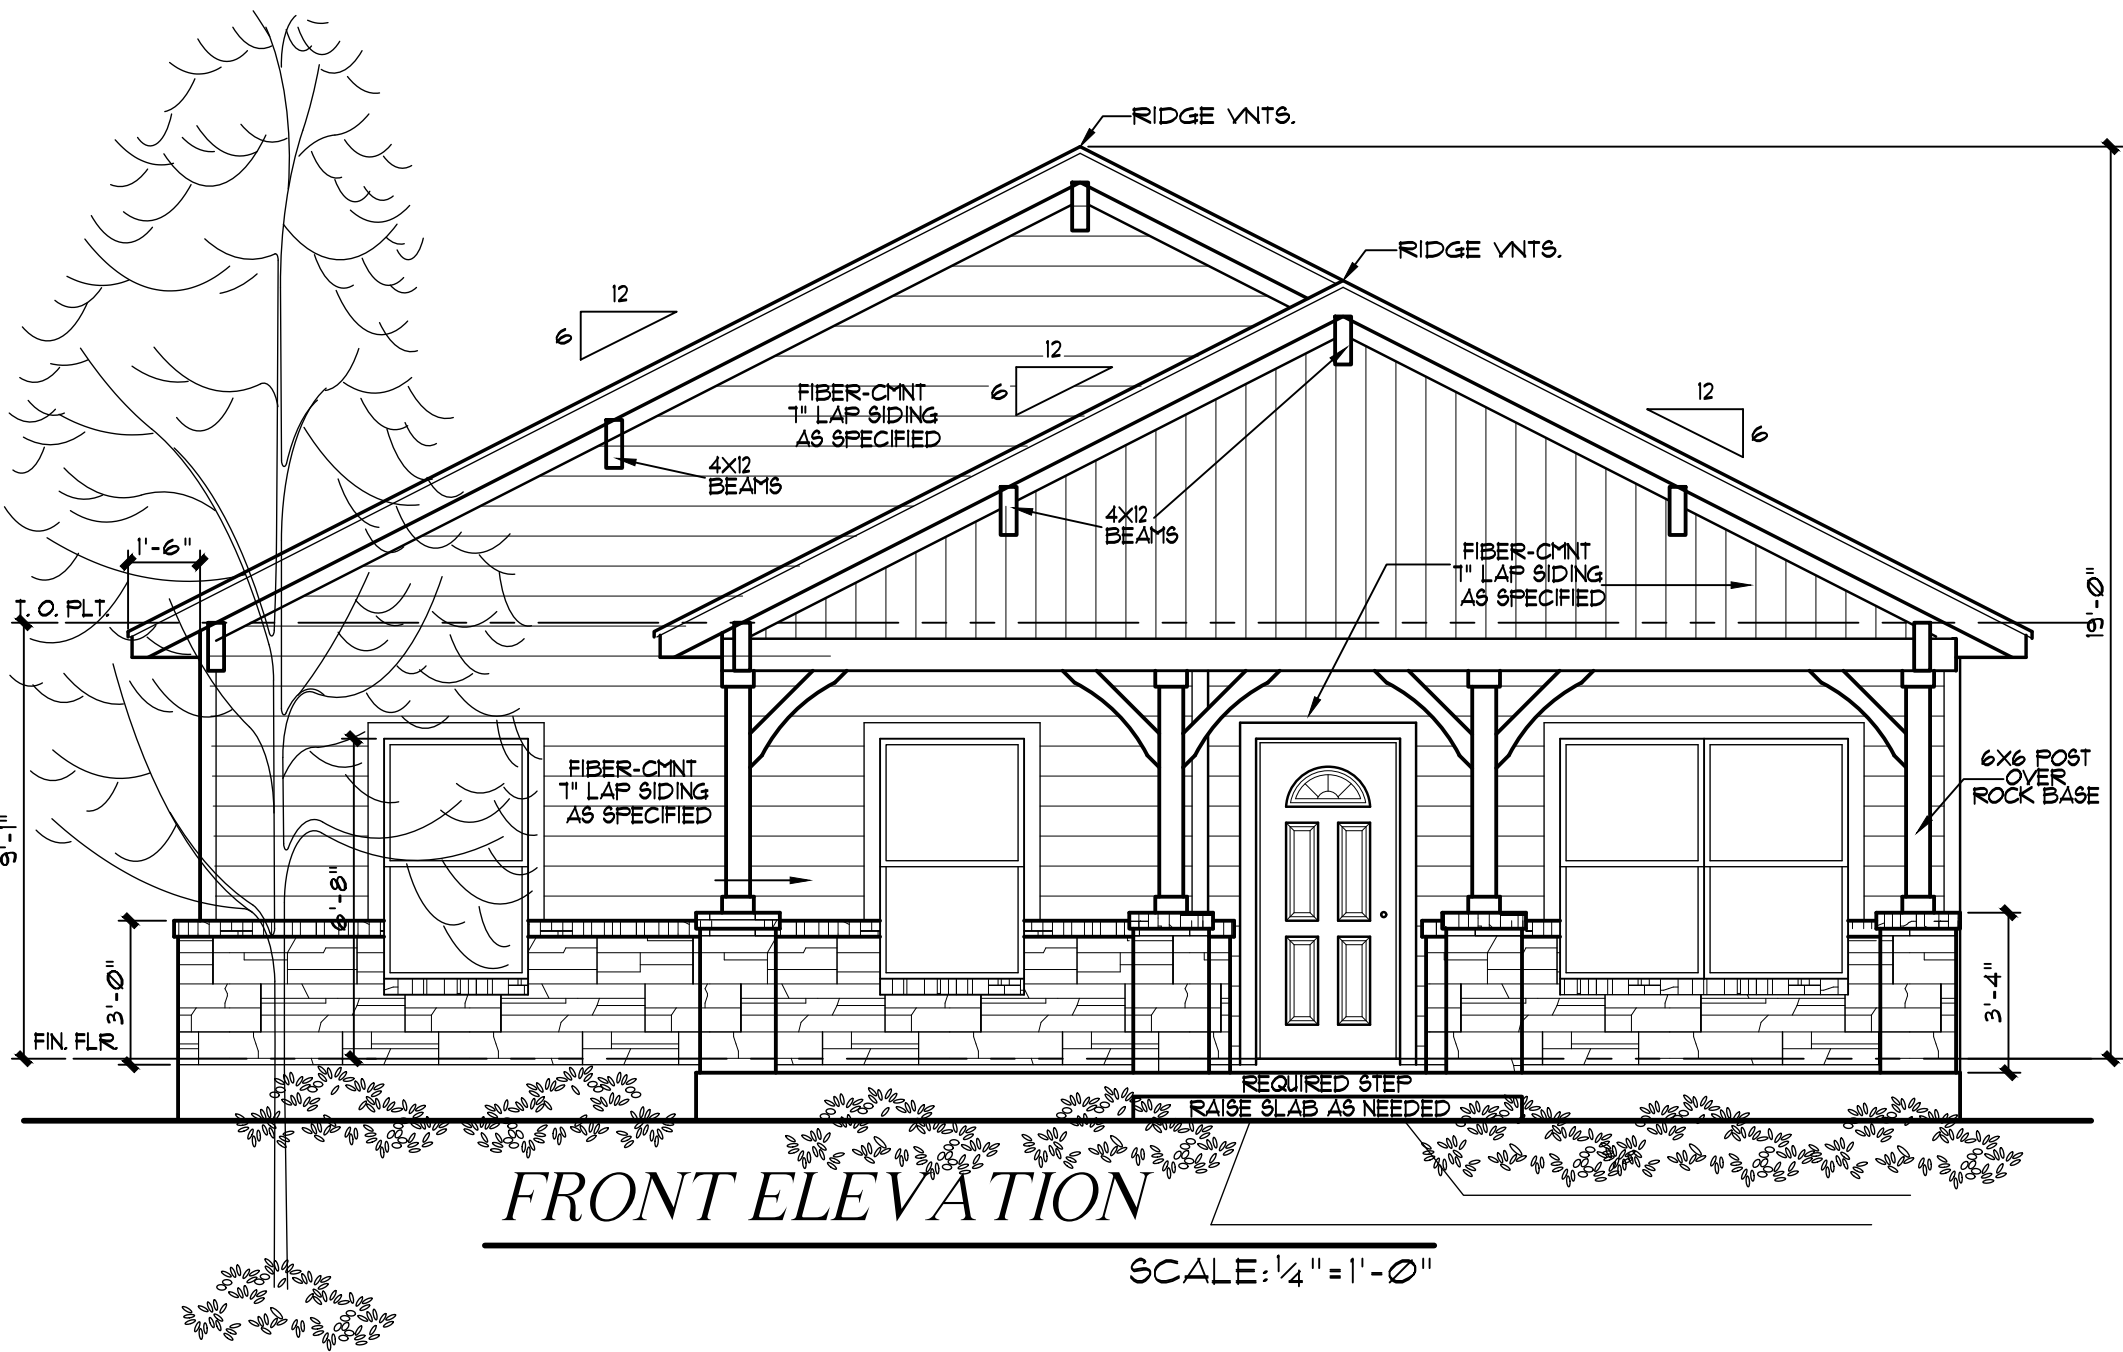 RIDGE VNTS.
RIDGE VNTS.
12
6
12
6
12
6
FIBER-CMNT
7" LAP SIDING
AS SPECIFIED
4X12
BEAMS
4X12
BEAMS
FIBER-CMNT
7" LAP SIDING
AS SPECIFIED
1'-6"
T. O. PLT.
19'-0"
FIBER-CMNT
7" LAP SIDING
AS SPECIFIED
6X6 POST
OVER
ROCK BASE
9'-1"
6'-8"
3'-0"
3'-4"
FIN. FLR.
REQUIRED STEP
RAISE SLAB AS NEEDED
FRONT ELEVATION
SCALE: 1/4" = 1'-0"